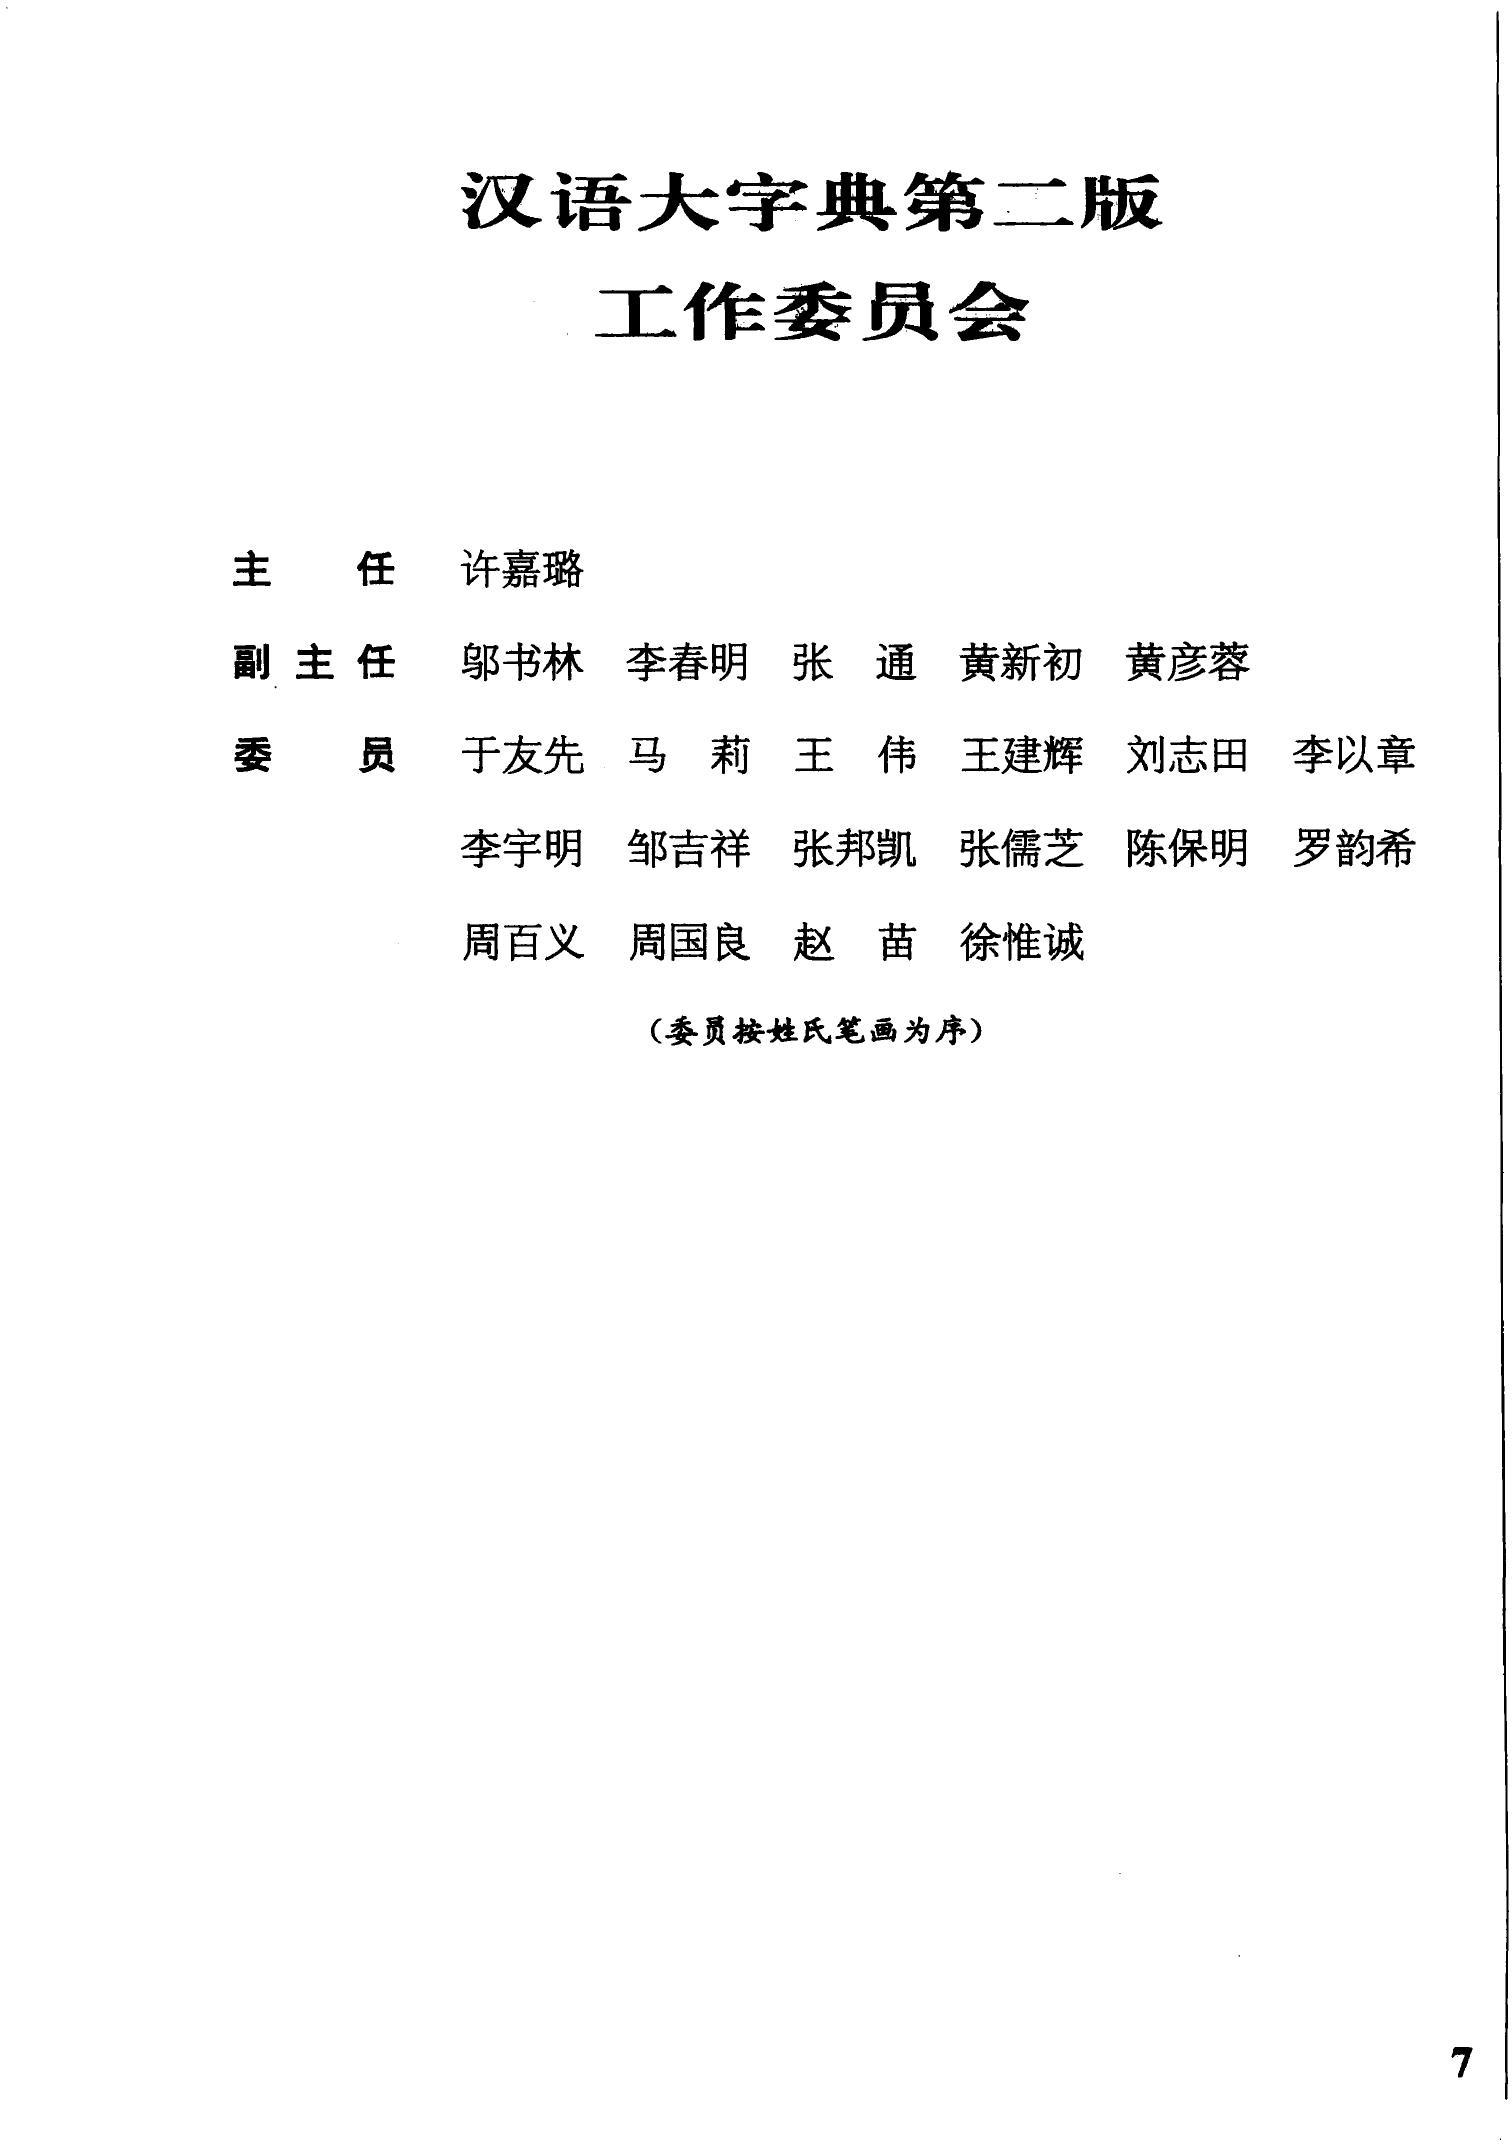 汉语大字典第二版
工作委员会
主　任　许嘉璐
副主任　邬书林　李春明　张　通　黄新初　黄彦蓉
委　员　于友先　马　莉　王　伟　王建辉　刘志田　李以章
李宇明　邹吉祥　张邦凯　张儒芝　陈保明　罗韵希
周百义　周国良　赵　苗　徐惟诚
（委员按姓氏笔画为序）
7